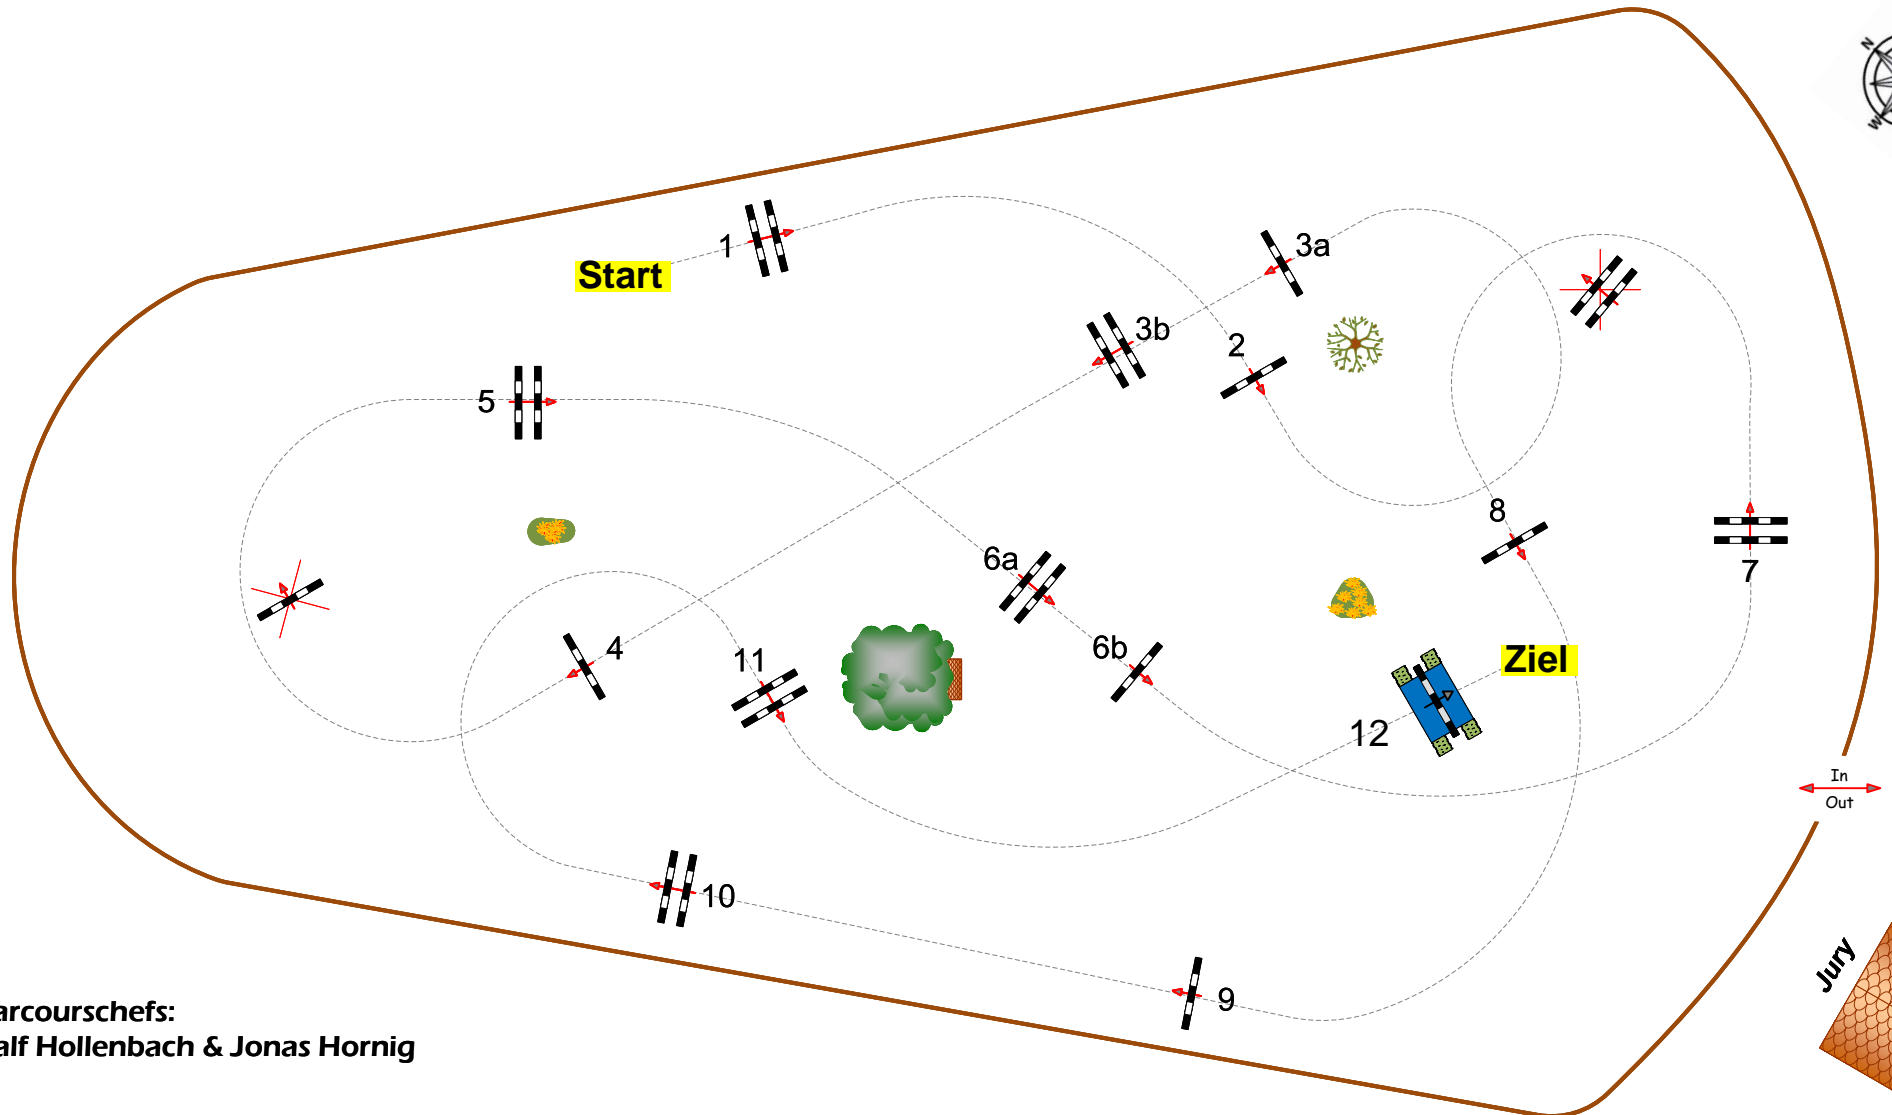 N
W
1
Start
3a
3b
2
5
8
6a
7
6b
4
11
Ziel
12
In
Out
10
9
Jury
arcourschefs:
alf Hollenbach & Jonas Hornig